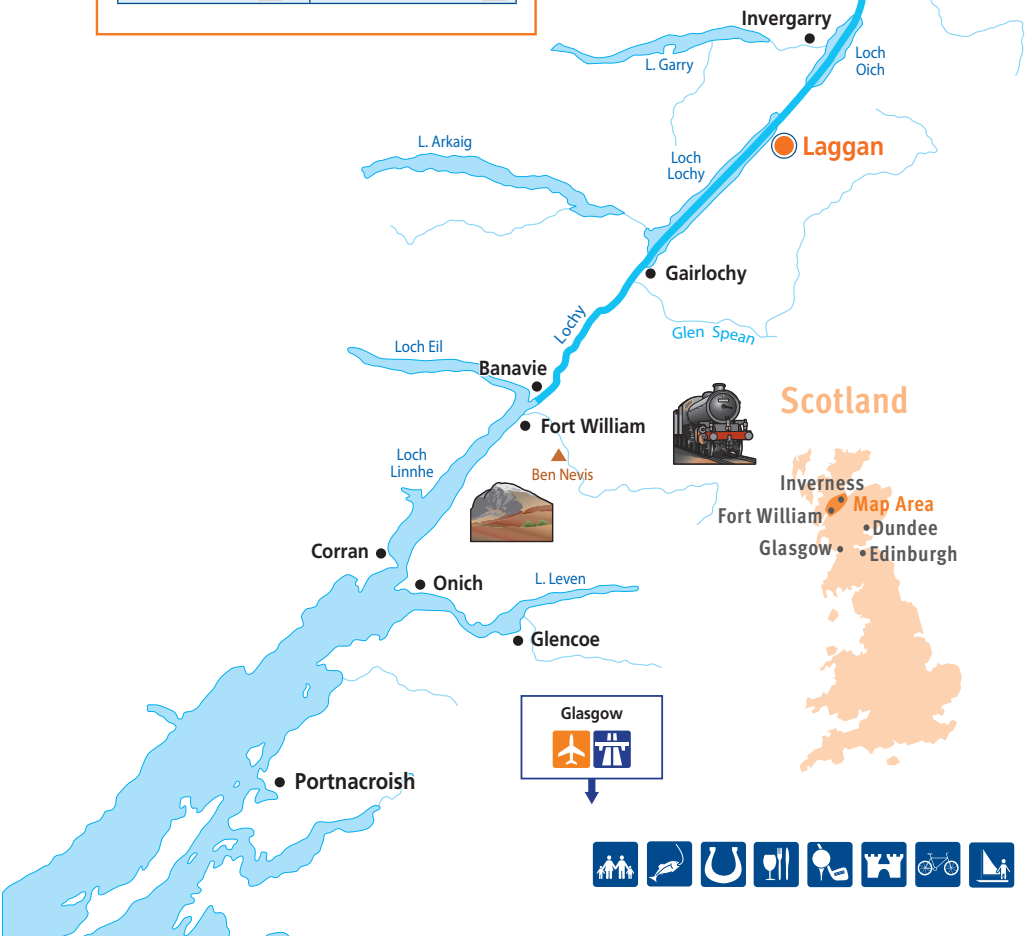 Invergarry
Loch
Oich
L. Garry
L. Arkaig
Laggan
Loch
Lochy
Gairlochy
Lochy
Glen Spean
Loch Eil
Banavie
Scotland
Fort William
Loch
Linnhe
Ben Nevis
Inverness
Map Area
Fort William
Dundee
Glasgow
Edinburgh
Corran
Onich
L. Leven
Glencoe
Glasgow
Portnacroish